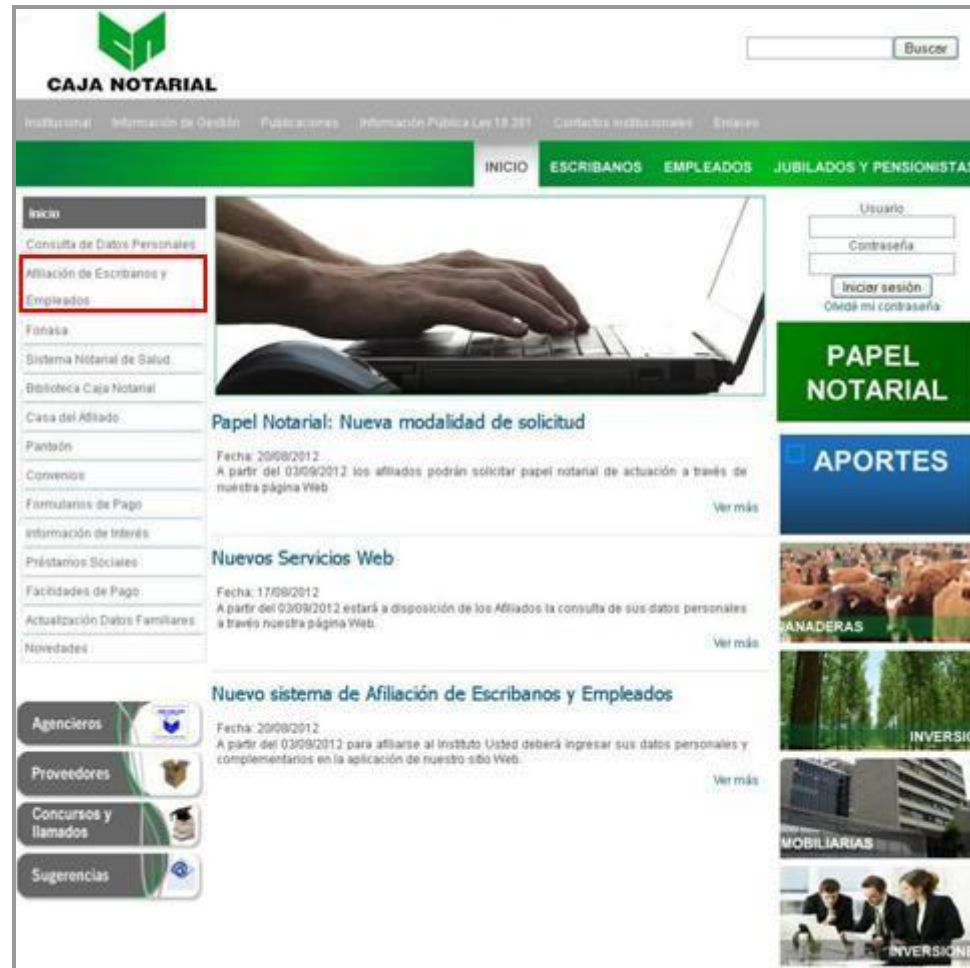 CAJA NOTARIAL
Buscar
Institucional Información de Gestión Publicaciones Información Pública Ley 18.381 Contactos institucionales Enlaces
INICIO ESCRIBANOS EMPLEADOS JUBILADOS Y PENSIONISTAS
Inicio
Consulta de Datos Personales
Afiliación de Escribanos y
Empleados
Fonasa
Sistema Notarial de Salud
Biblioteca Caja Notarial
Casa del Afiliado
Panteón
Convenios
Formularios de Pago
Información de Interés
Préstamos Sociales
Facilidades de Pago
Actualización Datos Familiares
Novedades
Agencieros
Proveedores
Concursos y
llamados
Sugerencias
Papel Notarial: Nueva modalidad de solicitud
Fecha: 20/08/2012
A partir del 03/09/2012 los afiliados podrán solicitar papel notarial de actuación a través de
nuestra página Web
Ver más
Nuevos Servicios Web
Fecha: 17/08/2012
A partir del 03/09/2012 estará a disposición de los Afiliados la consulta de sus datos personales
a través nuestra página Web.
Ver más
Nuevo sistema de Afiliación de Escribanos y Empleados
Fecha: 20/08/2012
A partir del 03/09/2012 para afiliarse al Instituto Usted deberá ingresar sus datos personales y
complementarios en la aplicación de nuestro sitio Web.
Ver más
Usuario
Contraseña
Iniciar sesión
Olvidé mi contraseña
PAPEL
NOTARIAL
APORTES
ANADERAS
INVERSIO
MOBILIARIAS
INVERSIONE